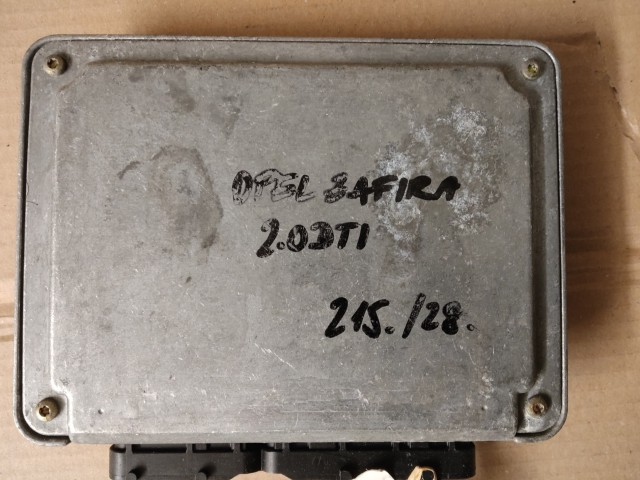 OPEL ZAFIRA
2.0DTI
215./28.